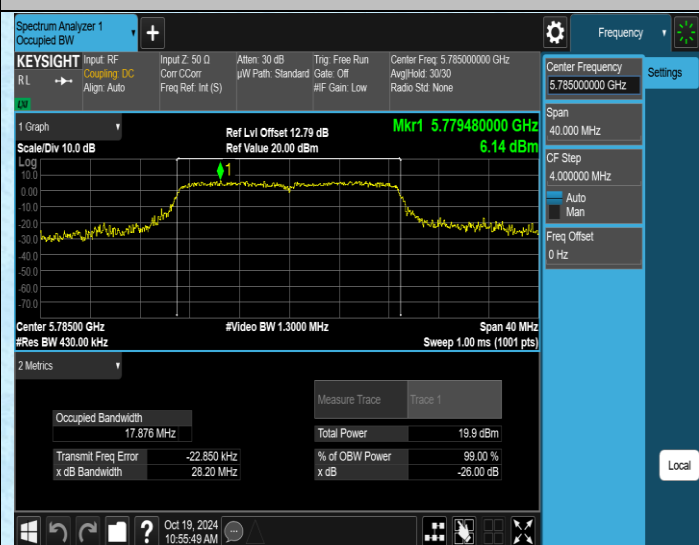 Spectrum Analyzer 1
Occupied BW
Frequency
KEYSIGHT
RL
Input: RF
Coupling: DC
Align: Auto
Input Z: 50 Ω
Corr CCorr
Freq Ref: Int (S)
Atten: 30 dB
µW Path: Standard
Trig: Free Run
Gate: Off
#IF Gain: Low
Center Freq: 5.785000000 GHz
Avg|Hold: 30/30
Radio Std: None
1 Graph
Scale/Div 10.0 dB
Ref Lvl Offset 12.79 dB
Ref Value 20.00 dBm
Mkr1 5.779480000 GHz
6.14 dBm
Log
10.0
0.00
-10.0
-20.0
-30.0
-40.0
-50.0
-60.0
-70.0
1
Center 5.78500 GHz
#Res BW 430.00 kHz
#Video BW 1.3000 MHz
Span 40 MHz
Sweep 1.00 ms (1001 pts)
2 Metrics
Measure Trace
Trace 1
Occupied Bandwidth
17.876 MHz
Total Power
19.9 dBm
Transmit Freq Error
-22.850 kHz
% of OBW Power
99.00 %
x dB Bandwidth
28.20 MHz
x dB
-26.00 dB
Oct 19, 2024
10:55:49 AM
Center Frequency
5.785000000 GHz
Settings
Span
40.000 MHz
CF Step
4.000000 MHz
Auto
Man
Freq Offset
0 Hz
Local